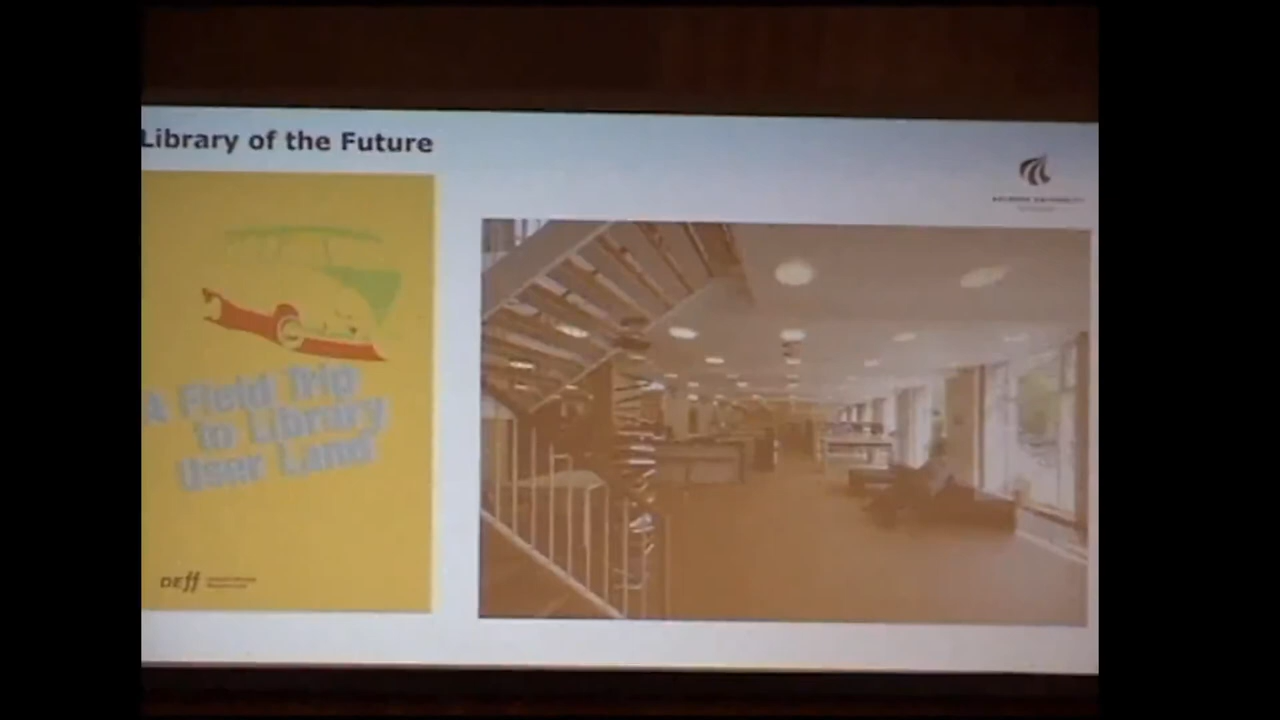 Library of the Future
A Field Trip
to Library
User Land
DEff